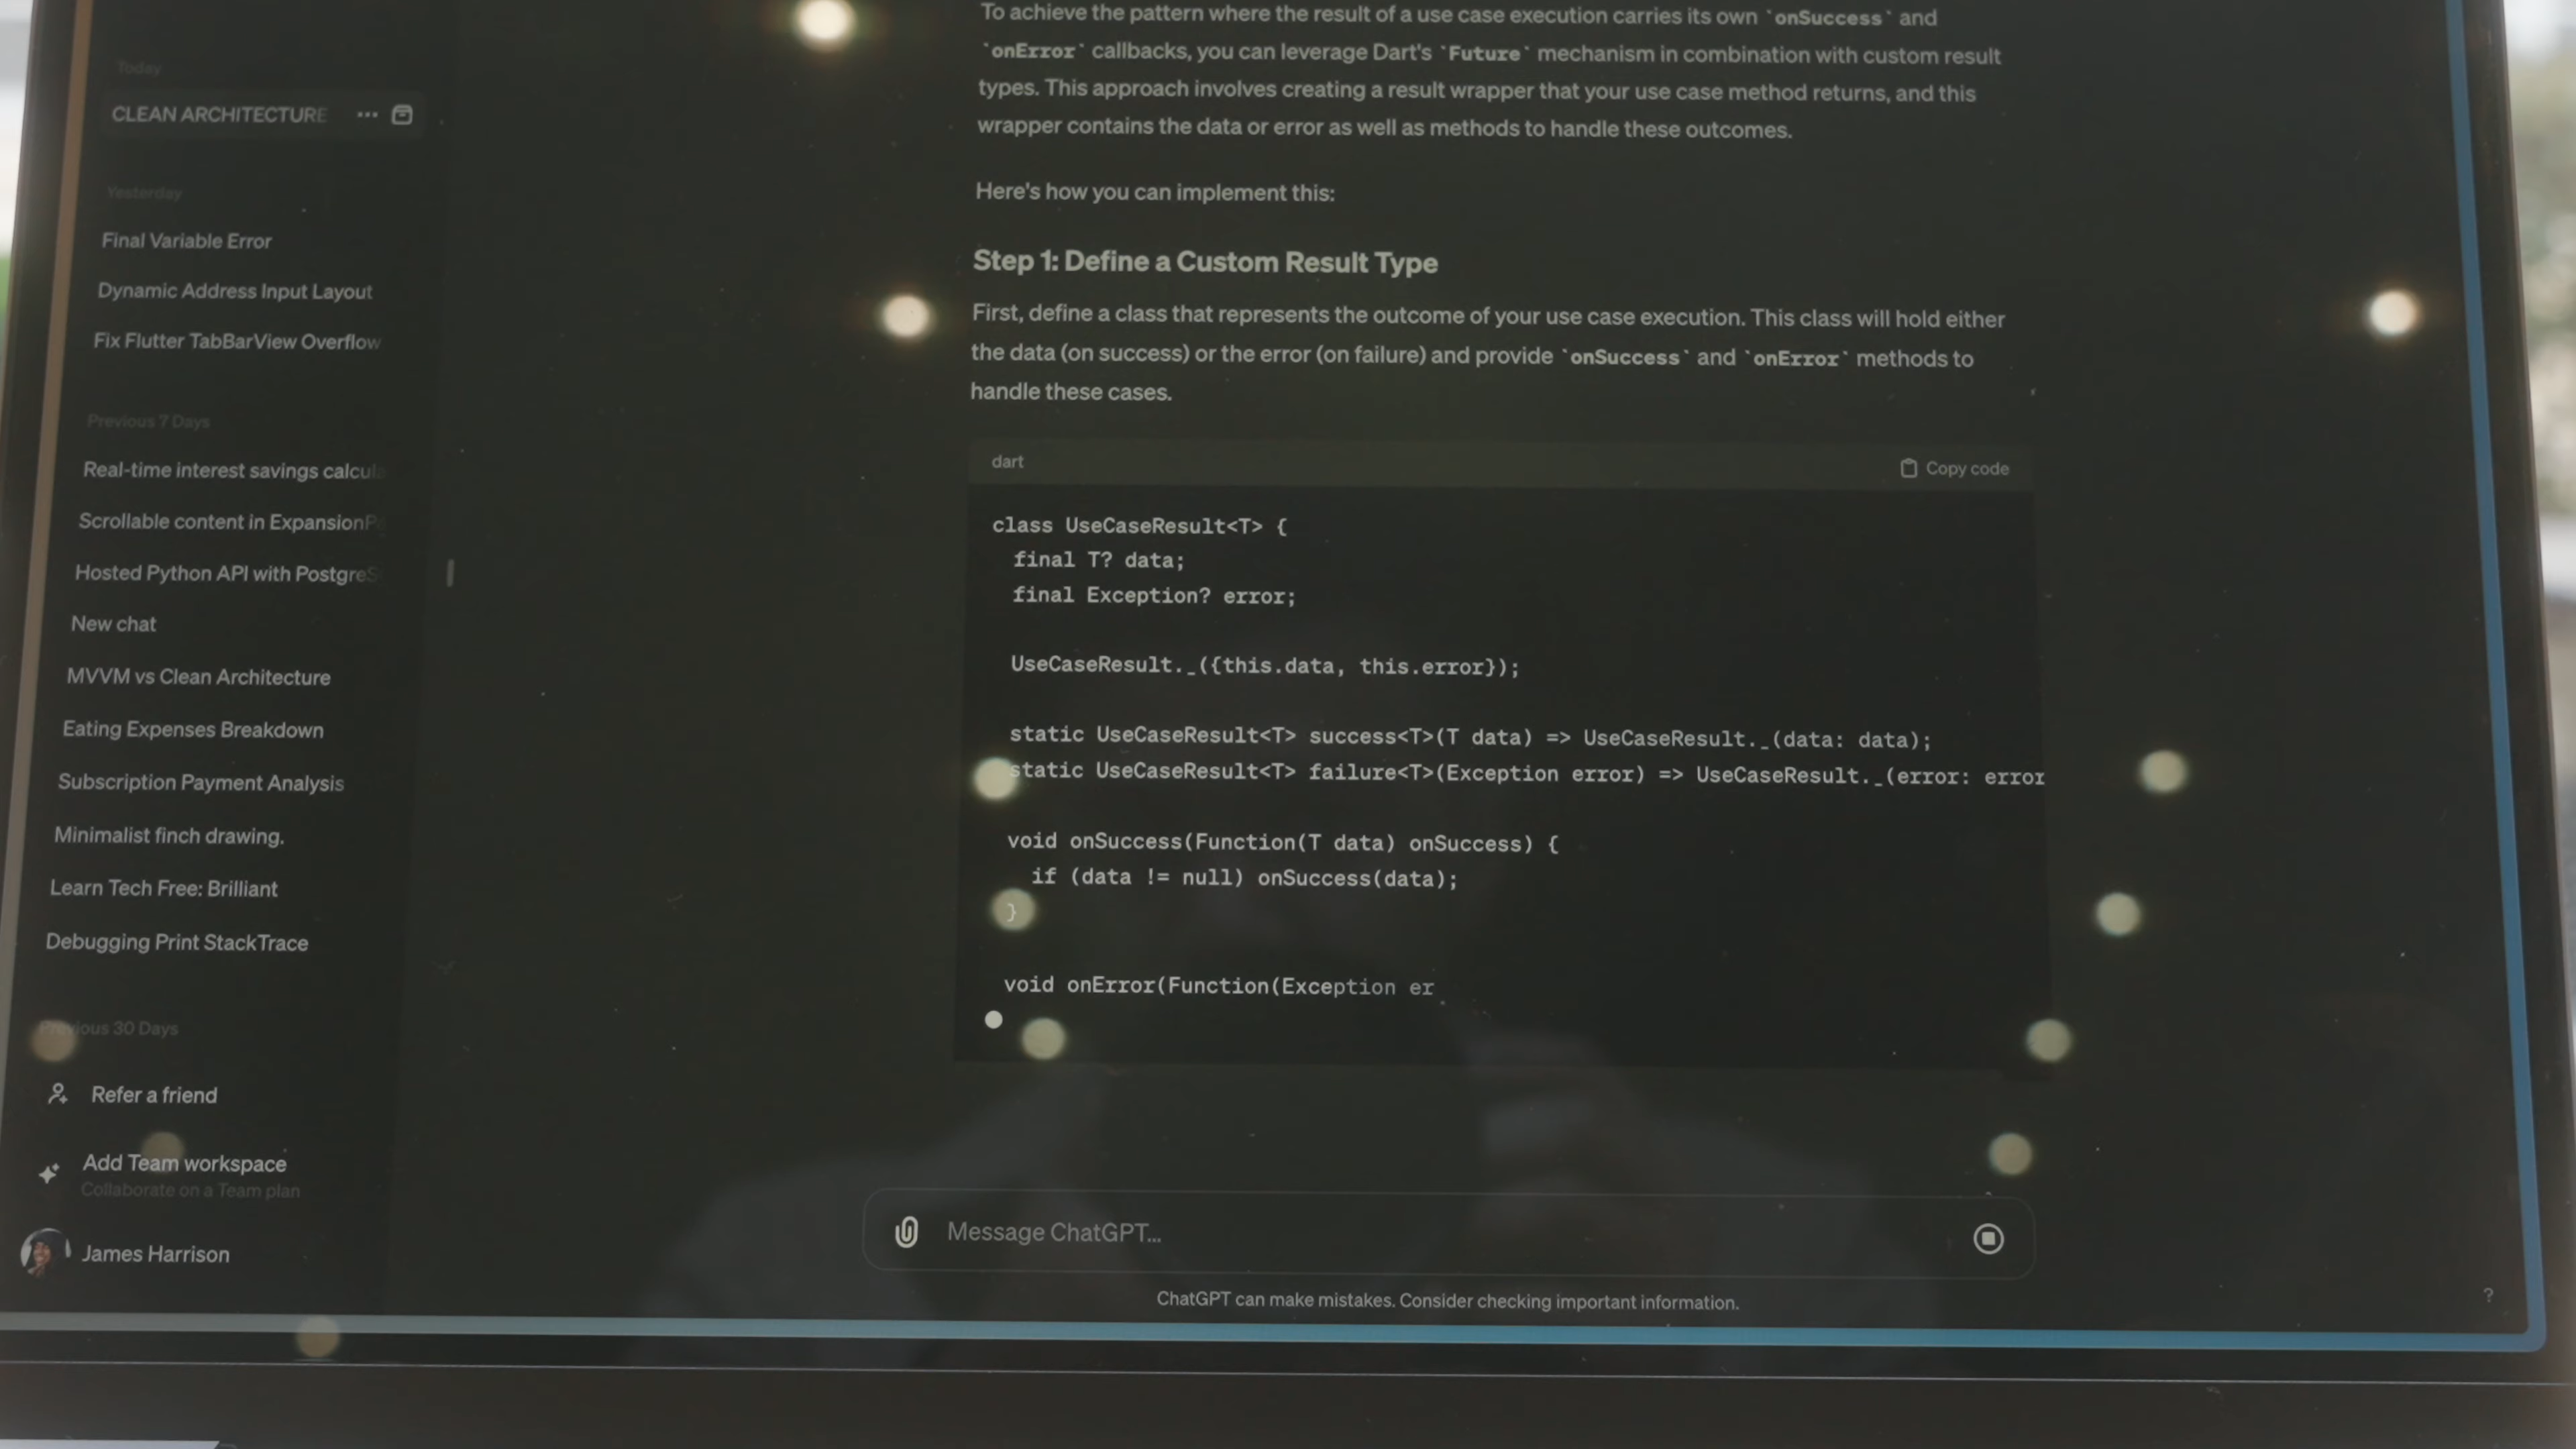 Today
CLEAN ARCHITECTURE
Yesterday
Final Variable Error
Dynamic Address Input Layout
Fix Flutter TabBarView Overflow
Previous 7 Days
Real-time interest savings calcula
Scrollable content in ExpansionPa
Hosted Python API with PostgreS
New chat
MVVM vs Clean Architecture
Eating Expenses Breakdown
Subscription Payment Analysis
Minimalist finch drawing.
Learn Tech Free: Brilliant
Debugging Print StackTrace
Previous 30 Days
Refer a friend
Add Team workspace
Collaborate on a Team plan
James Harrison
To achieve the pattern where the result of a use case execution carries its own `onSuccess` and
`onError` callbacks, you can leverage Dart's `Future` mechanism in combination with custom result
types. This approach involves creating a result wrapper that your use case method returns, and this
wrapper contains the data or error as well as methods to handle these outcomes.
Here's how you can implement this:
Step 1: Define a Custom Result Type
First, define a class that represents the outcome of your use case execution. This class will hold either
the data (on success) or the error (on failure) and provide `onSuccess` and `onError` methods to
handle these cases.
dart
Copy code
class UseCaseResult<T> {
final T? data;
final Exception? error;
UseCaseResult._({this.data, this.error});
static UseCaseResult<T> success<T>(T data) => UseCaseResult._(data: data);
static UseCaseResult<T> failure<T>(Exception error) => UseCaseResult._(error: error
void onSuccess(Function(T data) onSuccess) {
if (data != null) onSuccess(data);
}
void onError(Function(Exception er
Message ChatGPT...
ChatGPT can make mistakes. Consider checking important information.
?